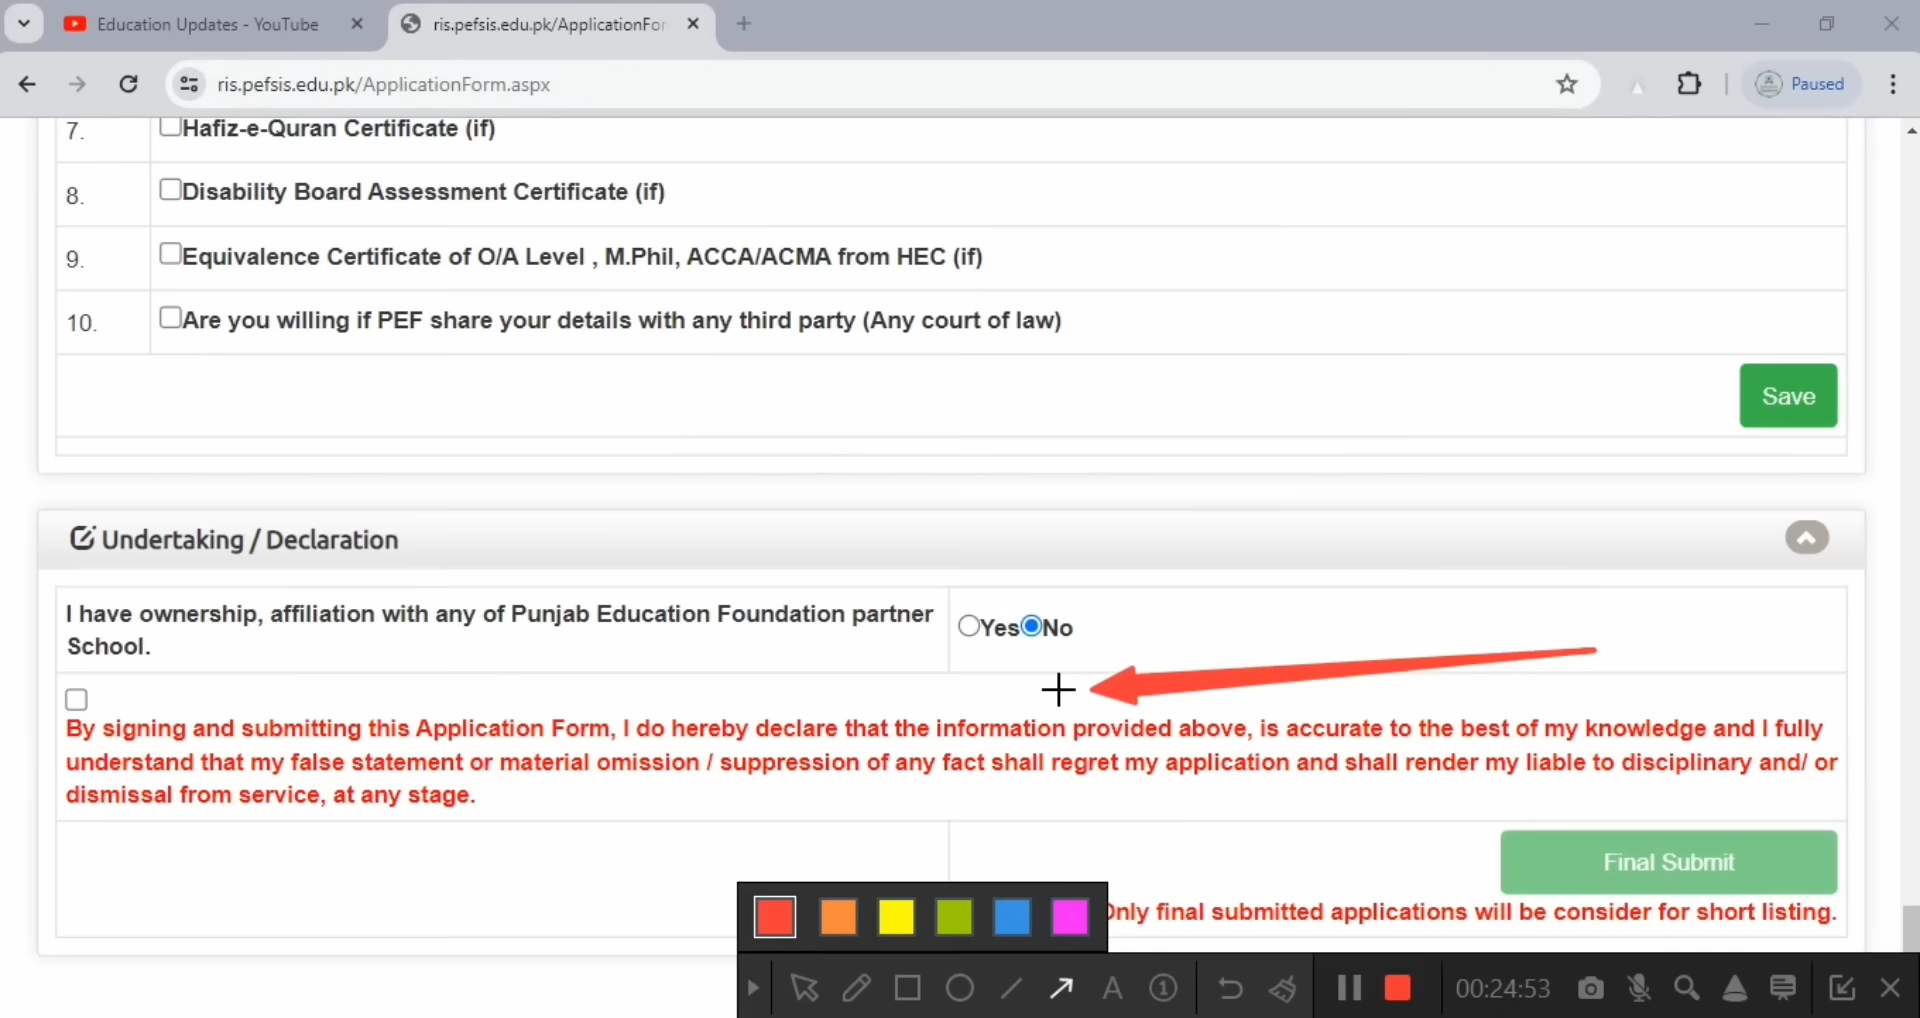 Education Updates - YouTube
ris.pefsis.edu.pk/ApplicationFor
ris.pefsis.edu.pk/ApplicationForm.aspx
Paused
7. Hafiz-e-Quran Certificate (if)
8. Disability Board Assessment Certificate (if)
9. Equivalence Certificate of O/A Level , M.Phil, ACCA/ACMA from HEC (if)
10. Are you willing if PEF share your details with any third party (Any court of law)
Save
Undertaking / Declaration
I have ownership, affiliation with any of Punjab Education Foundation partner
School.
Yes No
By signing and submitting this Application Form, I do hereby declare that the information provided above, is accurate to the best of my knowledge and I fully
understand that my false statement or material omission / suppression of any fact shall regret my application and shall render my liable to disciplinary and/ or
dismissal from service, at any stage.
Final Submit
Only final submitted applications will be consider for short listing.
A 1 00:24:53